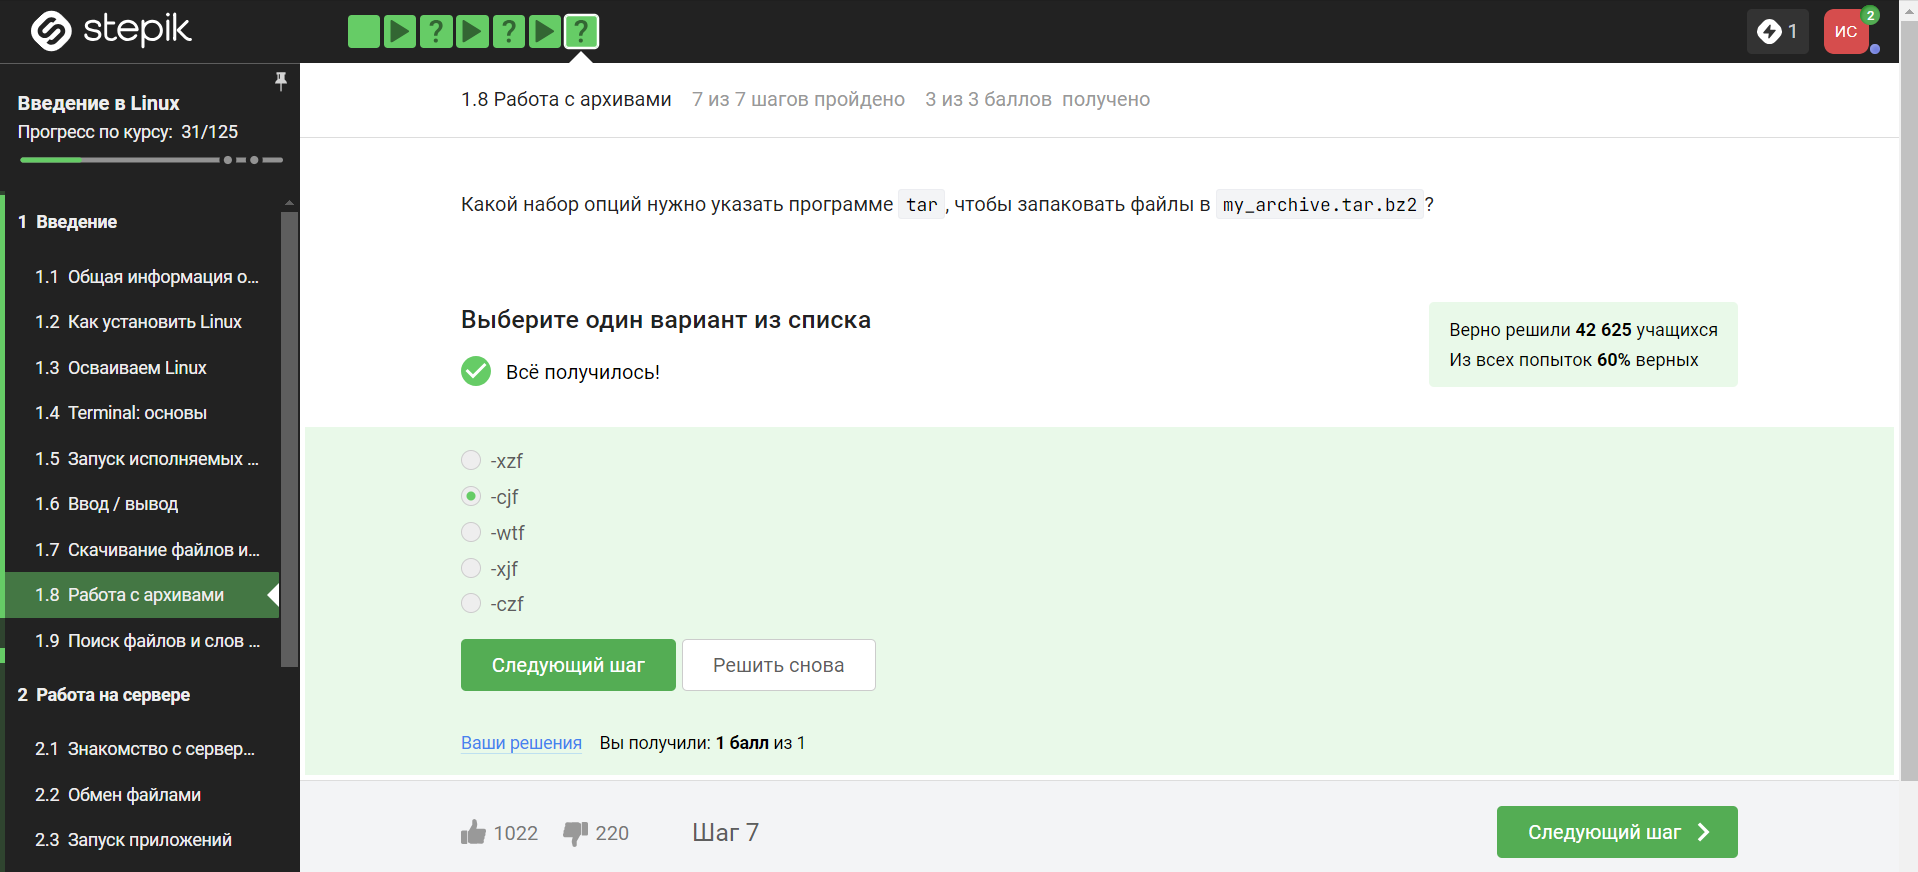 stepik
1
ИС
2
Введение в Linux
Прогресс по курсу: 31/125
1 Введение
1.1 Общая информация о...
1.2 Как установить Linux
1.3 Осваиваем Linux
1.4 Terminal: основы
1.5 Запуск исполняемых ...
1.6 Ввод / вывод
1.7 Скачивание файлов и...
1.8 Работа с архивами
1.9 Поиск файлов и слов ...
2 Работа на сервере
2.1 Знакомство с сервер...
2.2 Обмен файлами
2.3 Запуск приложений
1.8 Работа с архивами 7 из 7 шагов пройдено 3 из 3 баллов получено
Какой набор опций нужно указать программе tar, чтобы запаковать файлы в my_archive.tar.bz2?
Выберите один вариант из списка
Всё получилось!
Верно решили 42 625 учащихся
Из всех попыток 60% верных
-xzf
-cjf
-wtf
-xjf
-czf
Следующий шаг
Решить снова
Ваши решения Вы получили: 1 балл из 1
1022
220
Шаг 7
Следующий шаг